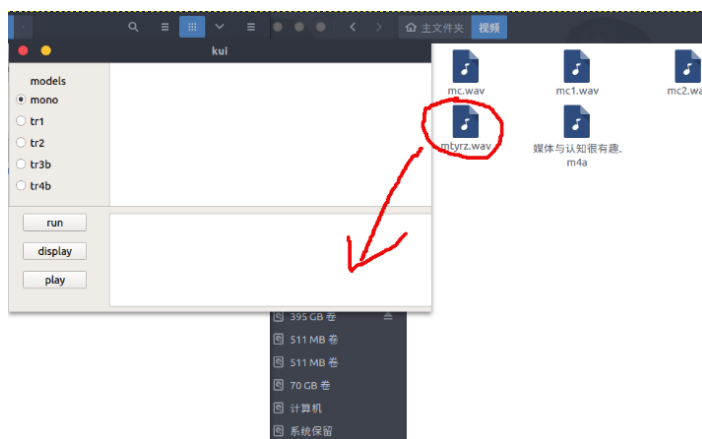 主文件夹 视频
kui
models
mono
tr1
tr2
tr3b
tr4b
run
display
play
mc.wav
mc1.wav
mc2.wa
mtyrz.wav
媒体与认知很有趣.
m4a
395 GB 卷
511 MB 卷
511 MB 卷
70 GB 卷
计算机
系统保留